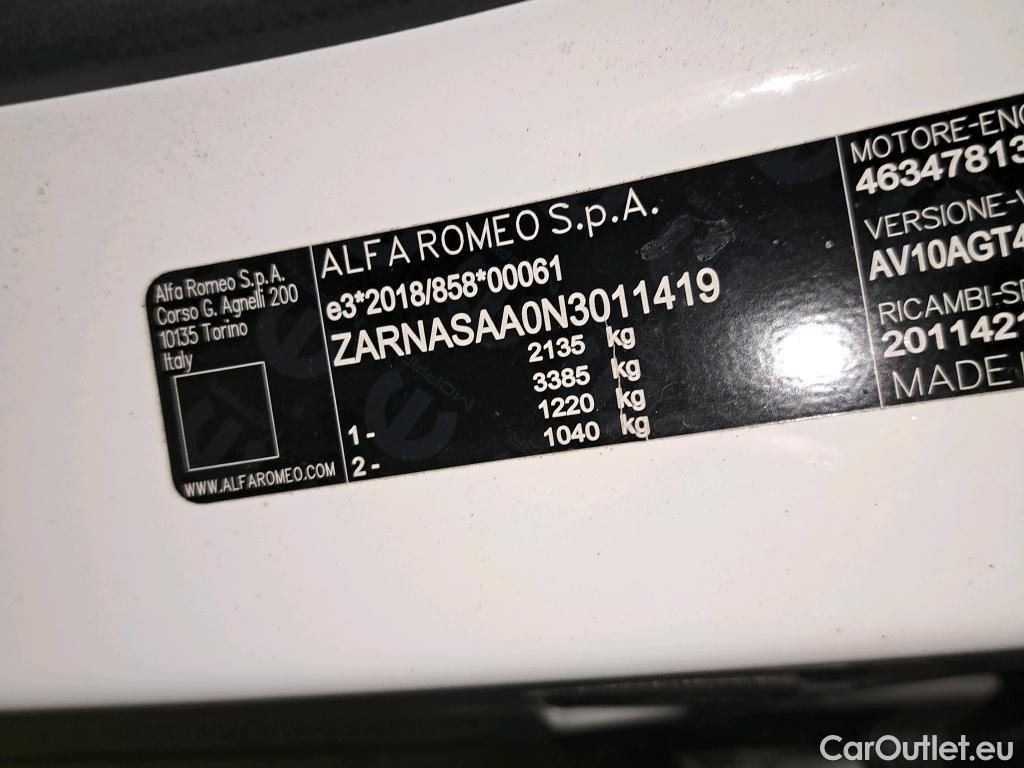 Alfa Romeo S.p.A.
Corso G. Agnelli 200
10135 Torino
Italy
WWW.ALFAROMEO.COM
ALFA ROMEO S.p.A.
e3*2018/858*00061
ZARNASAA0N3011419
2135 kg
3385 kg
1 - 1220 kg
2 - 1040 kg
MOTORE-ENG
46347813
VERSIONE-V
AV10AGT4
RICAMBI-SP
2011421
MADE
CarOutlet.eu